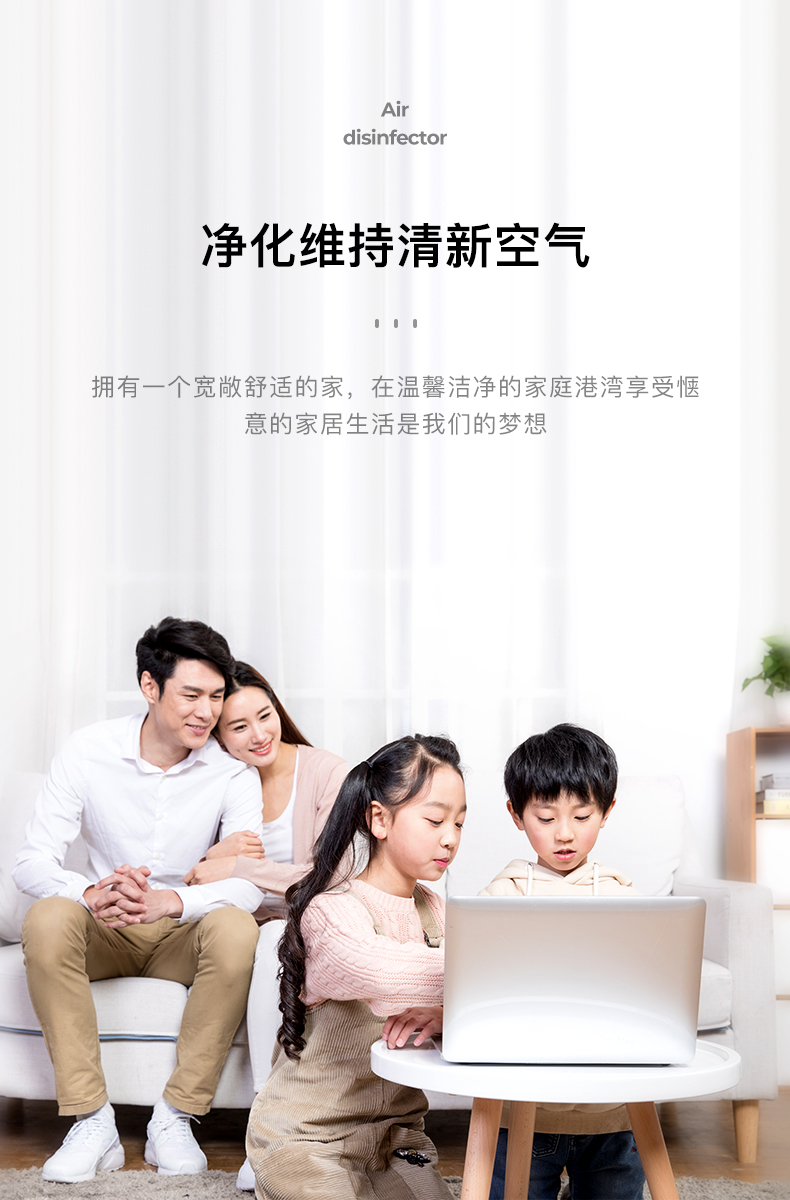 Air
disinfector
净化维持清新空气
拥有一个宽敞舒适的家，在温馨洁净的家庭港湾享受惬
意的家居生活是我们的梦想